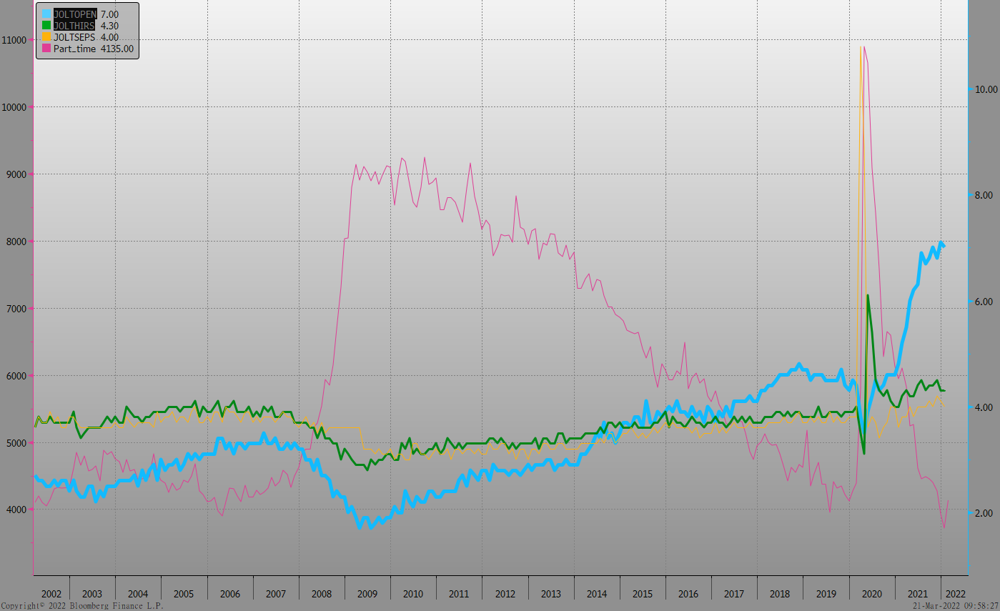 JOLTOPEN 7.00
JOLTHIRS 4.30
JOLTSEPS 4.00
Part_time 4135.00
11000
10000
9000
8000
7000
6000
5000
4000
10.00
8.00
6.00
4.00
2.00
2002 2003 2004 2005 2006 2007 2008 2009 2010 2011 2012 2013 2014 2015 2016 2017 2018 2019 2020 2021 2022
Copyright© 2022 Bloomberg Finance L.P. 21-Mar-2022 09:58:27